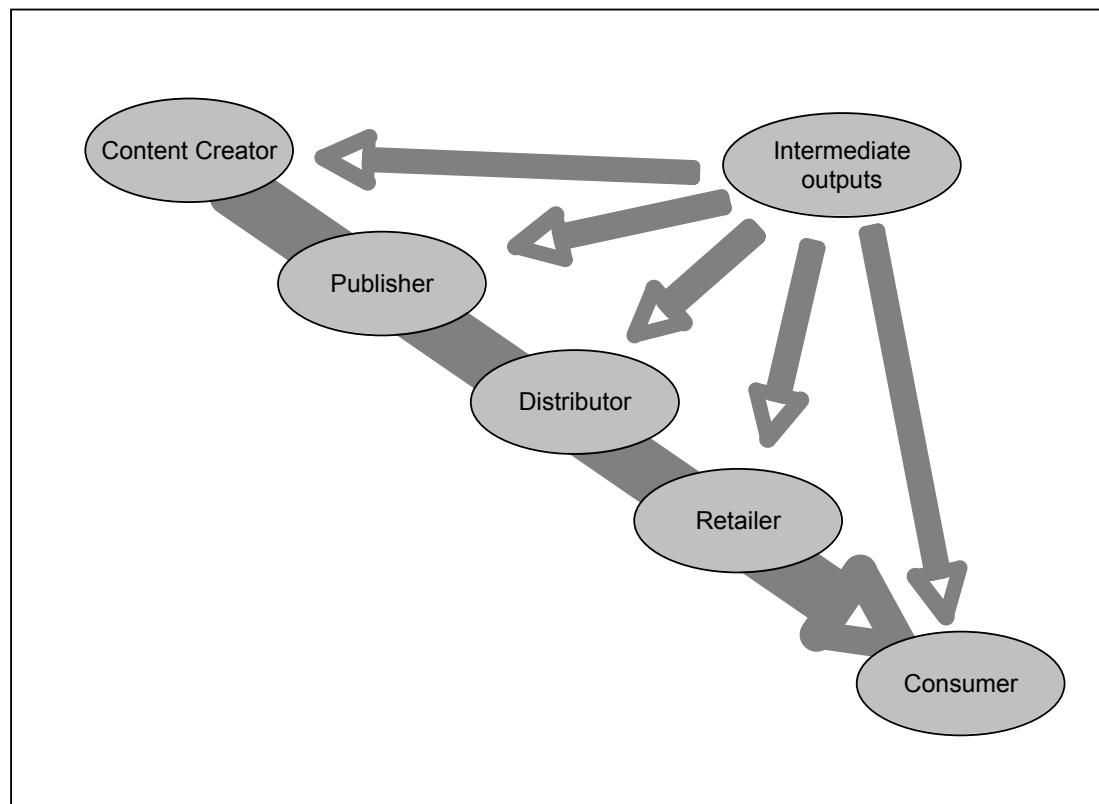 Content Creator
Intermediate
outputs
Publisher
Distributor
Retailer
Consumer